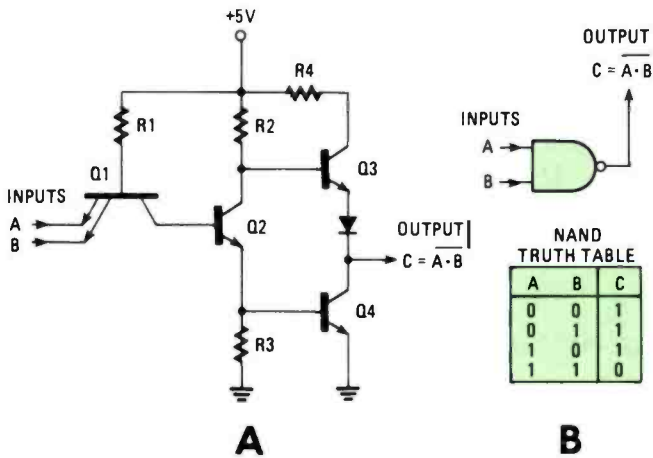 +5V
R4
R1
R2
Q1
Q3
INPUTS
A
B
Q2
OUTPUT
C = A·B
Q4
R3
A
OUTPUT
C = A·B
INPUTS
A
B
NAND
TRUTH TABLE
A B C
0 0 1
0 1 1
1 0 1
1 1 0
B